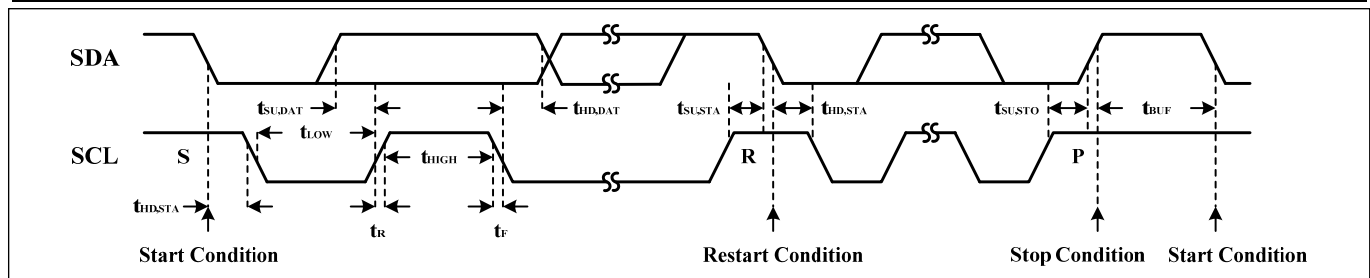 SDA
tSU,DAT
tHD,DAT
tSU,STA
tHD,STA
tSU,STO
tBUF
tLOW
SCL
S
tHIGH
R
P
tHD,STA
tR
tF
Start Condition
Restart Condition
Stop Condition
Start Condition